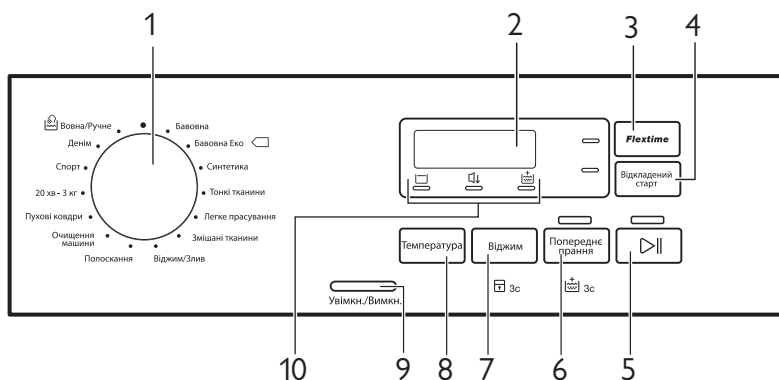 1
2
3
4
Вовна/Ручне
Бавовна
Денім
Бавовна Еко
Спорт
Синтетика
20 хв – 3 кг
Тонкі тканини
Пухові ковдри
Легке прасування
Очищення
машини
Змішані тканини
Полоскання
Віджим/Злив
Flextime
Відкладений
старт
Температура
Віджим
Попереднє
прання
3с
3с
Увімкн./Вимкн.
10
9
8
7
6
5